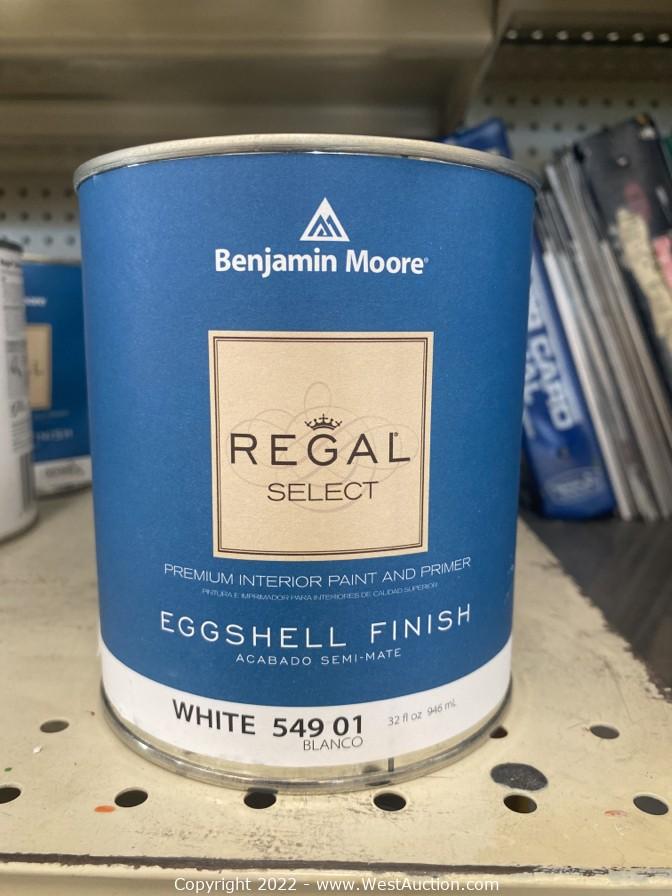 Benjamin Moore®
REGAL®
SELECT
PREMIUM INTERIOR PAINT AND PRIMER
PINTURA E IMPRIMADOR PARA INTERIORES DE CALIDAD SUPERIOR
EGGSHELL FINISH
ACABADO SEMI-MATE
WHITE 549 01
BLANCO
32 fl oz 946 mL
CARD
Copyright 2022 - www.WestAuction.com